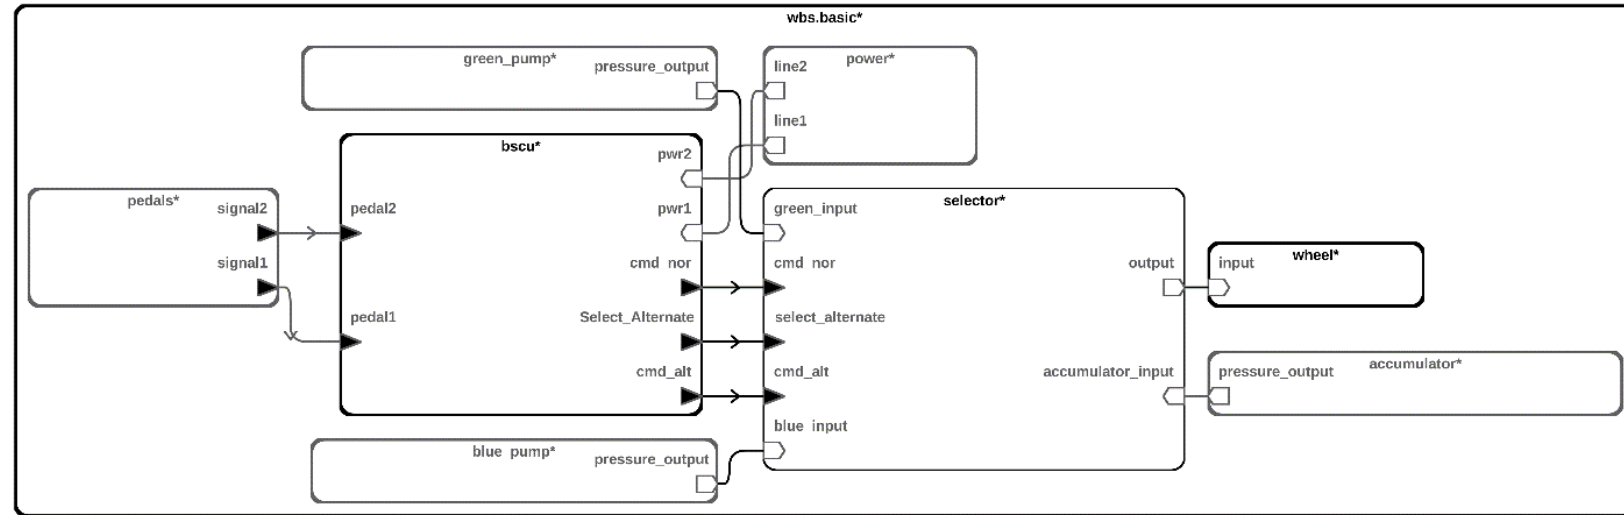 wbs.basic*
green_pump*
pressure_output
line2
power*
line1
bscu*
pwr2
pedals*
signal2
pedal2
pwr1
green_input
selector*
signal1
cmd_nor
cmd_nor
output
input
wheel*
pedal1
Select_Alternate
select_alternate
cmd_alt
cmd_alt
accumulator_input
pressure_output
accumulator*
blue_input
blue_pump*
pressure_output